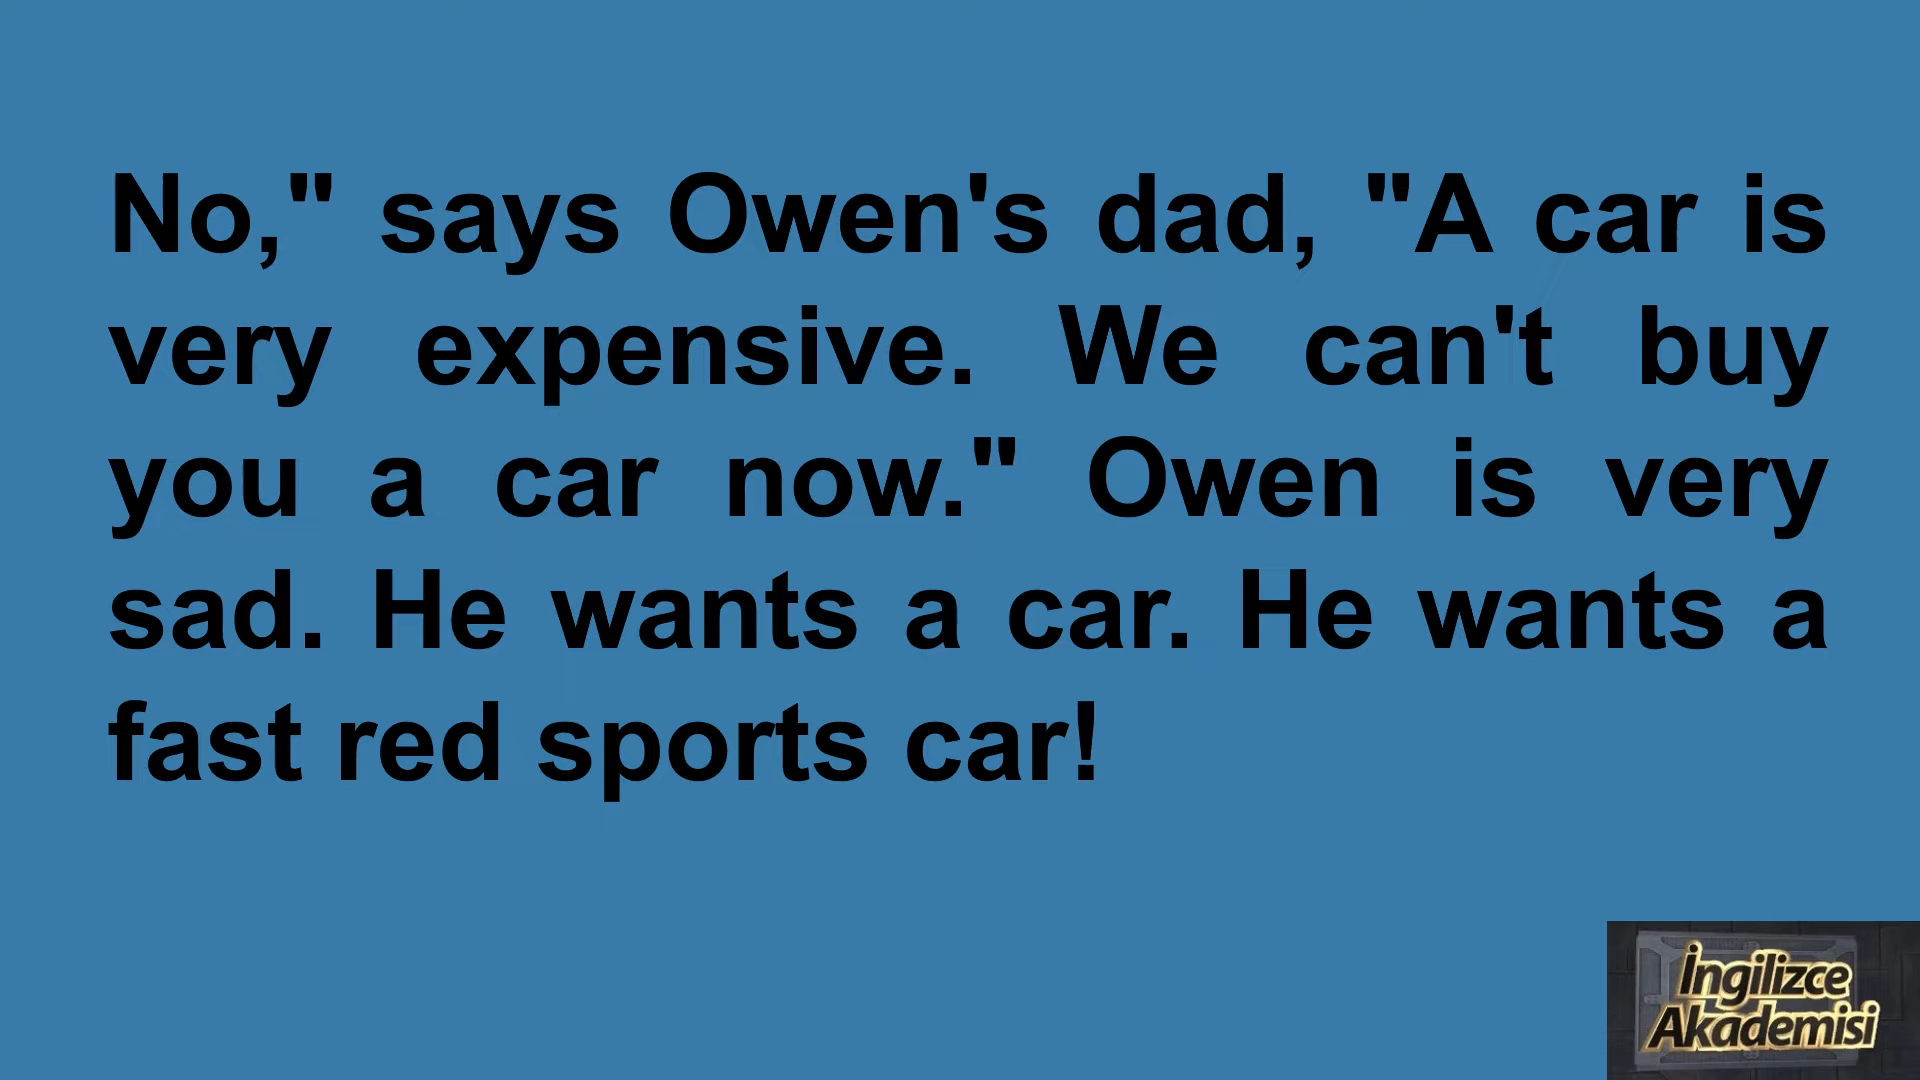 No," says Owen's dad, "A car is
very expensive. We can't buy
you a car now." Owen is very
sad. He wants a car. He wants a
fast red sports car!
İngilizce
Akademisi